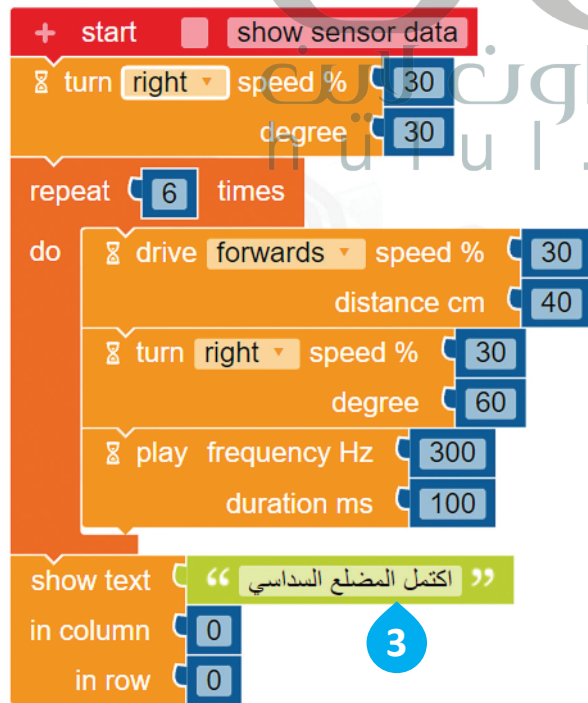 + start show sensor data
turn right speed % 30
degree 30
repeat 6 times
do drive forwards speed % 30
distance cm 40
turn right speed % 30
degree 60
play frequency Hz 300
duration ms 100
show text “ اكتمل المضلع السداسي ”
3
in column 0
in row 0